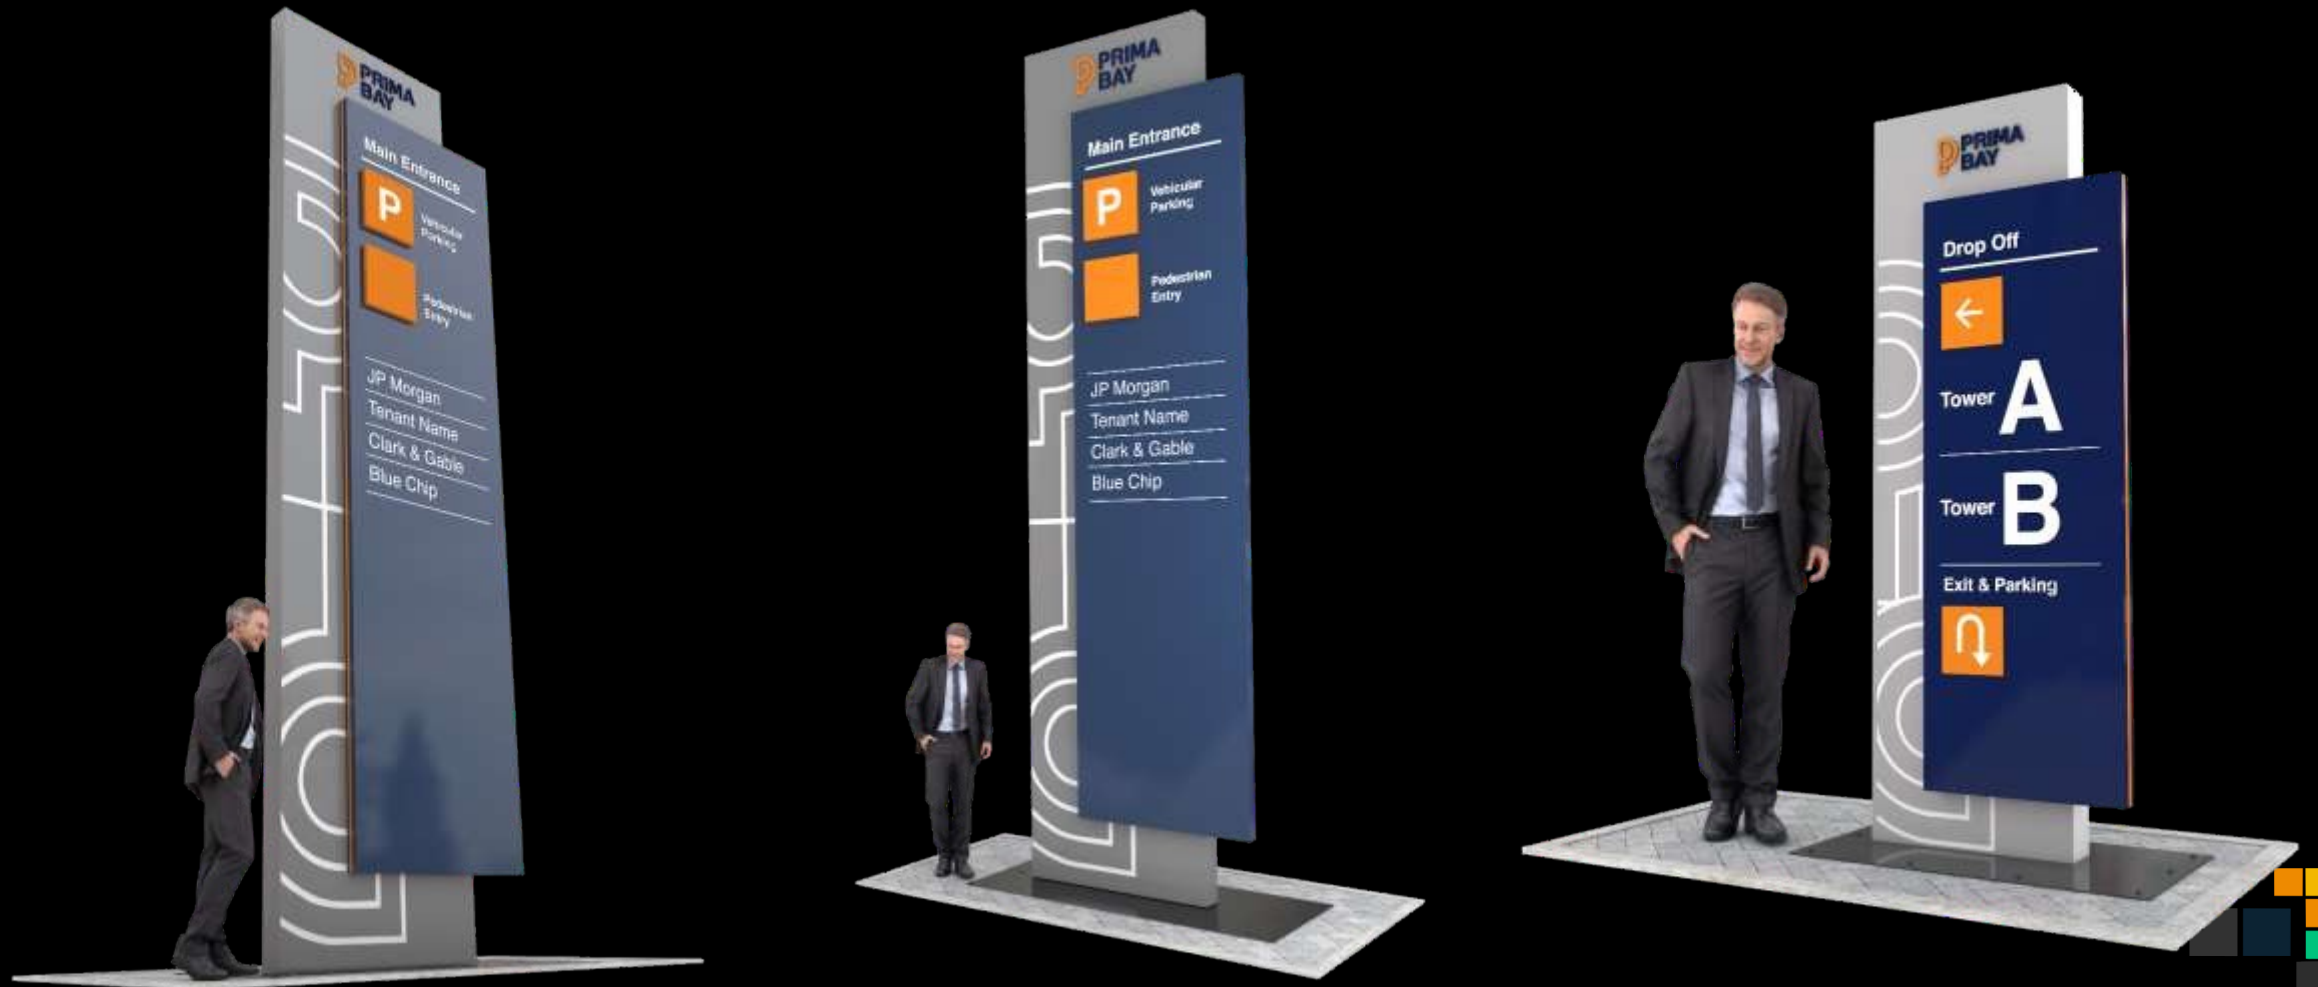 PRIMA
BAY
Main Entrance
P
Vehicular
Parking
Pedestrian
Entry
JP Morgan
Tenant Name
Clark & Gable
Blue Chip
PRIMA
BAY
Main Entrance
P
Vehicular
Parking
Pedestrian
Entry
JP Morgan
Tenant Name
Clark & Gable
Blue Chip
PRIMA
BAY
Drop Off
Tower A
Tower B
Exit & Parking